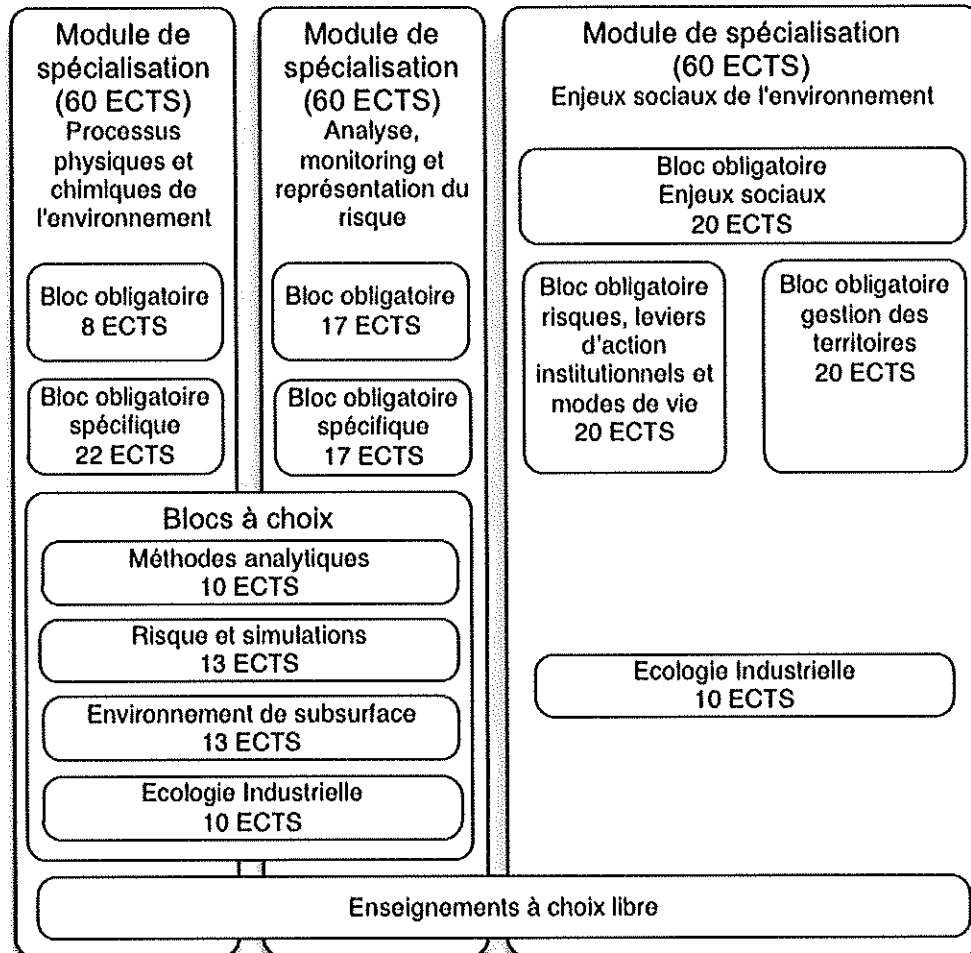 Module de
spécialisation
(60 ECTS)
Processus
physiques et
chimiques de
l'environnement
Bloc obligatoire
8 ECTS
Bloc obligatoire
spécifique
22 ECTS
Module de
spécialisation
(60 ECTS)
Analyse,
monitoring et
représentation du
risque
Bloc obligatoire
17 ECTS
Bloc obligatoire
spécifique
17 ECTS
Blocs à choix
Méthodes analytiques
10 ECTS
Risque et simulations
13 ECTS
Environnement de subsurface
13 ECTS
Ecologie Industrielle
10 ECTS
Module de spécialisation
(60 ECTS)
Enjeux sociaux de l'environnement
Bloc obligatoire
Enjeux sociaux
20 ECTS
Bloc obligatoire
risques, leviers
d'action
institutionnels et
modes de vie
20 ECTS
Bloc obligatoire
gestion des
territoires
20 ECTS
Ecologie Industrielle
10 ECTS
Enseignements à choix libre